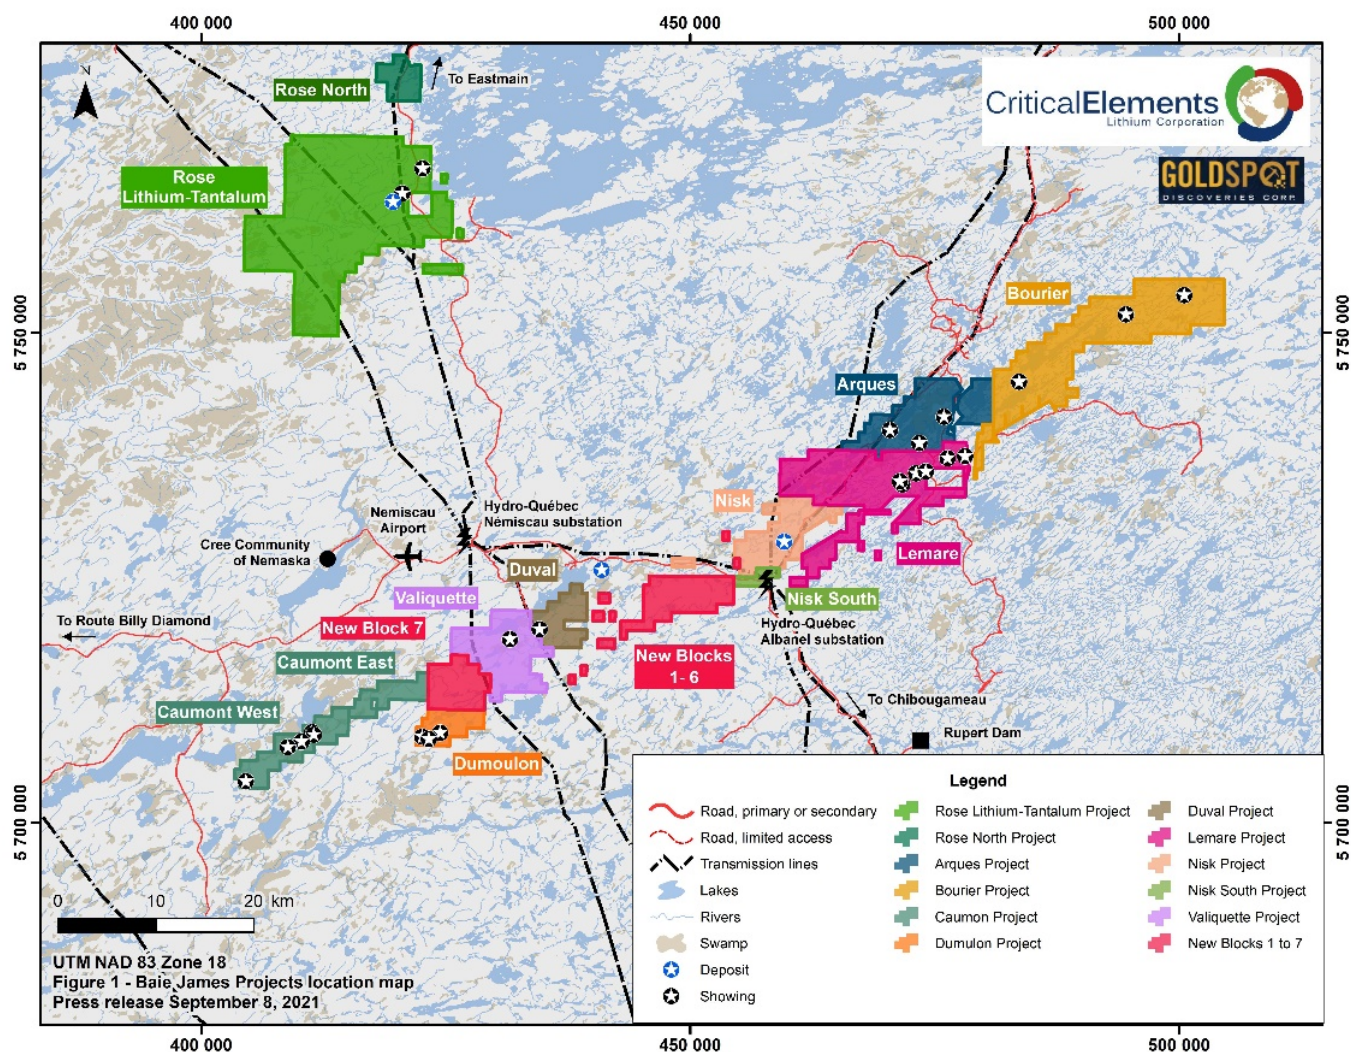 400 000
450 000
500 000
N
Rose North
To Eastmain
CriticalElements
Lithium Corporation
GOLDSPOT
DISCOVERIES CORP.
Rose
Lithium-Tantalum
Bourier
5 750 000
5 750 000
Arques
Nisk
Nemiscau
Airport
Hydro-Québec
Némiscau substation
Cree Community
of Nemaska
Lemare
Duval
Valiquette
Nisk South
To Route Billy Diamond
New Block 7
Hydro-Québec
Albanel substation
Caumont East
New Blocks
1- 6
Caumont West
To Chibougameau
Rupert Dam
Dumoulon
5 700 000
5 700 000
Legend
Road, primary or secondary
Road, limited access
Transmission lines
Lakes
Rivers
Swamp
Deposit
Showing
Rose Lithium-Tantalum Project
Rose North Project
Arques Project
Bourier Project
Caumon Project
Dumulon Project
Duval Project
Lemare Project
Nisk Project
Nisk South Project
Valiquette Project
New Blocks 1 to 7
0 10 20 km
UTM NAD 83 Zone 18
Figure 1 - Baie James Projects location map
Press release September 8, 2021
400 000
450 000
500 000